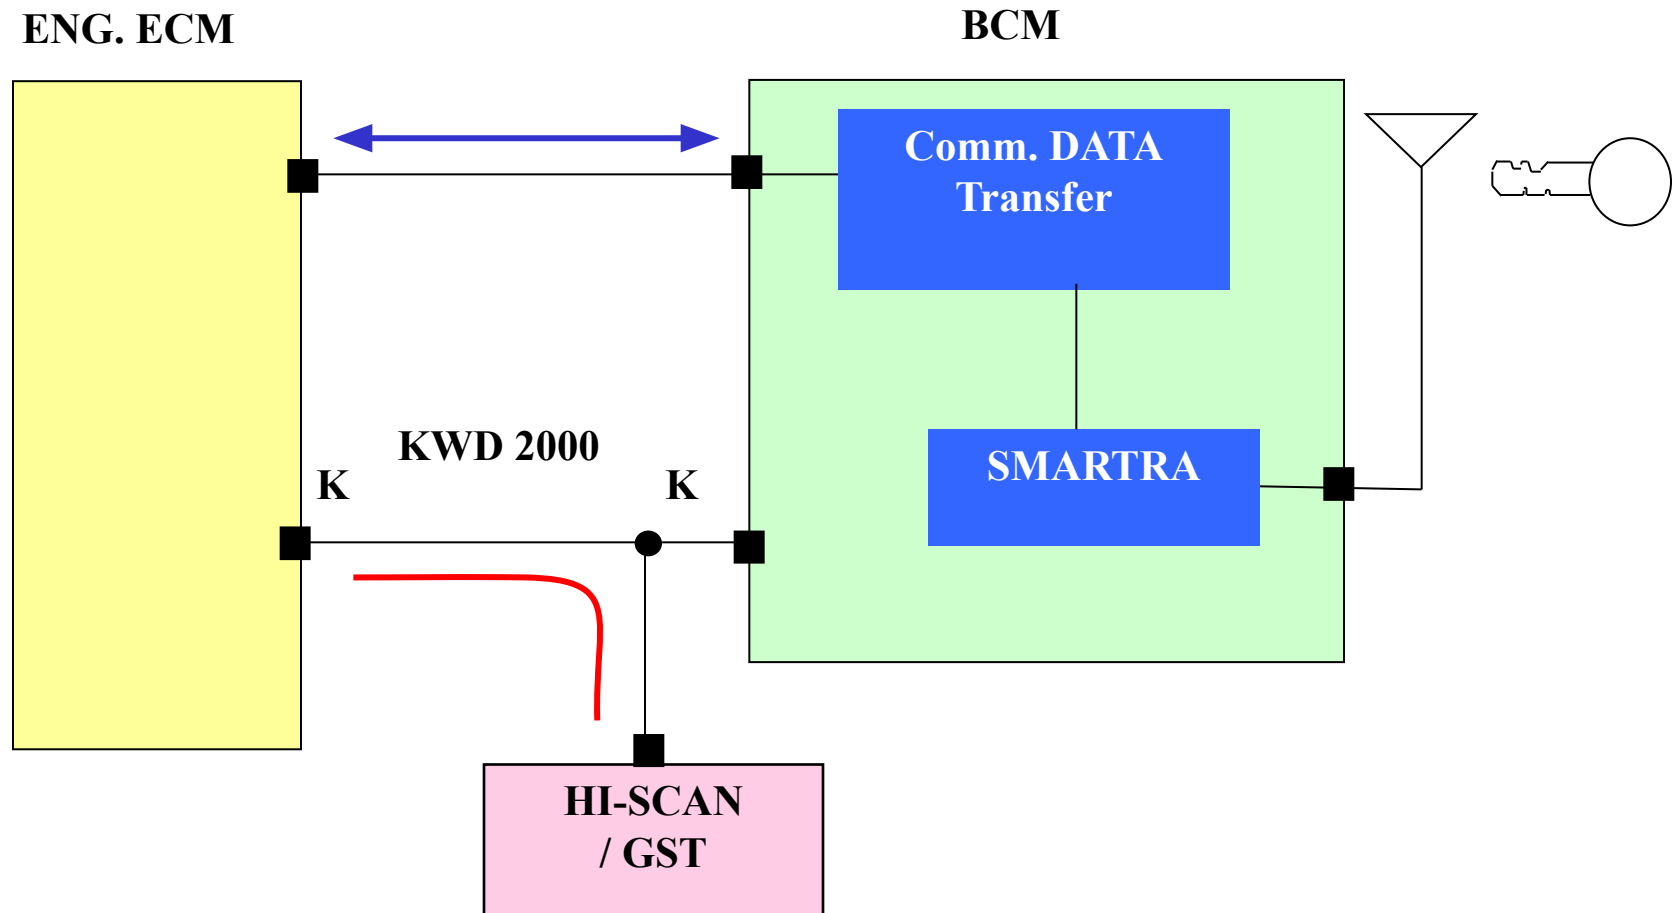 ENG. ECM
BCM
Comm. DATA
Transfer
KWD 2000
K
K
SMARTRA
HI-SCAN
/ GST